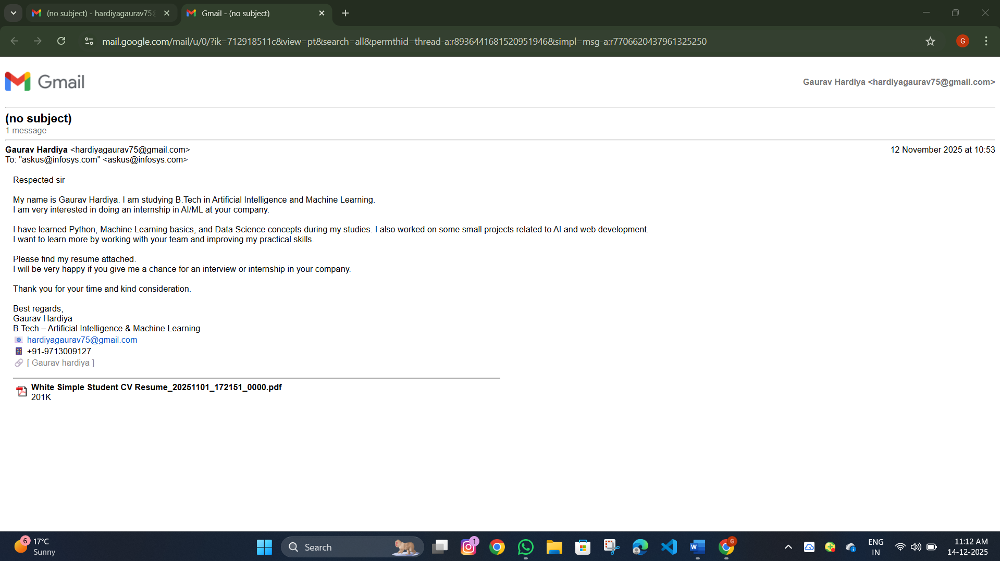 (no subject) - hardiyagaurav75@
Gmail - (no subject)
mail.google.com/mail/u/0/?ik=712918511c&view=pt&search=all&permthid=thread-a:r8936441681520951946&simpl=msg-a:r7706620437961325250
G
Gmail
Gaurav Hardiya <hardiyagaurav75@gmail.com>
(no subject)
1 message
Gaurav Hardiya <hardiyagaurav75@gmail.com>
12 November 2025 at 10:53
To: "askus@infosys.com" <askus@infosys.com>
Respected sir
My name is Gaurav Hardiya. I am studying B.Tech in Artificial Intelligence and Machine Learning.
I am very interested in doing an internship in AI/ML at your company.
I have learned Python, Machine Learning basics, and Data Science concepts during my studies. I also worked on some small projects related to AI and web development.
I want to learn more by working with your team and improving my practical skills.
Please find my resume attached.
I will be very happy if you give me a chance for an interview or internship in your company.
Thank you for your time and kind consideration.
Best regards,
Gaurav Hardiya
B.Tech – Artificial Intelligence & Machine Learning
hardiyagaurav75@gmail.com
+91-9713009127
[ Gaurav hardiya ]
White Simple Student CV Resume_20251101_172151_0000.pdf
201K
6
17°C
Sunny
Search
1
W
G
ENG
IN
11:12 AM
14-12-2025